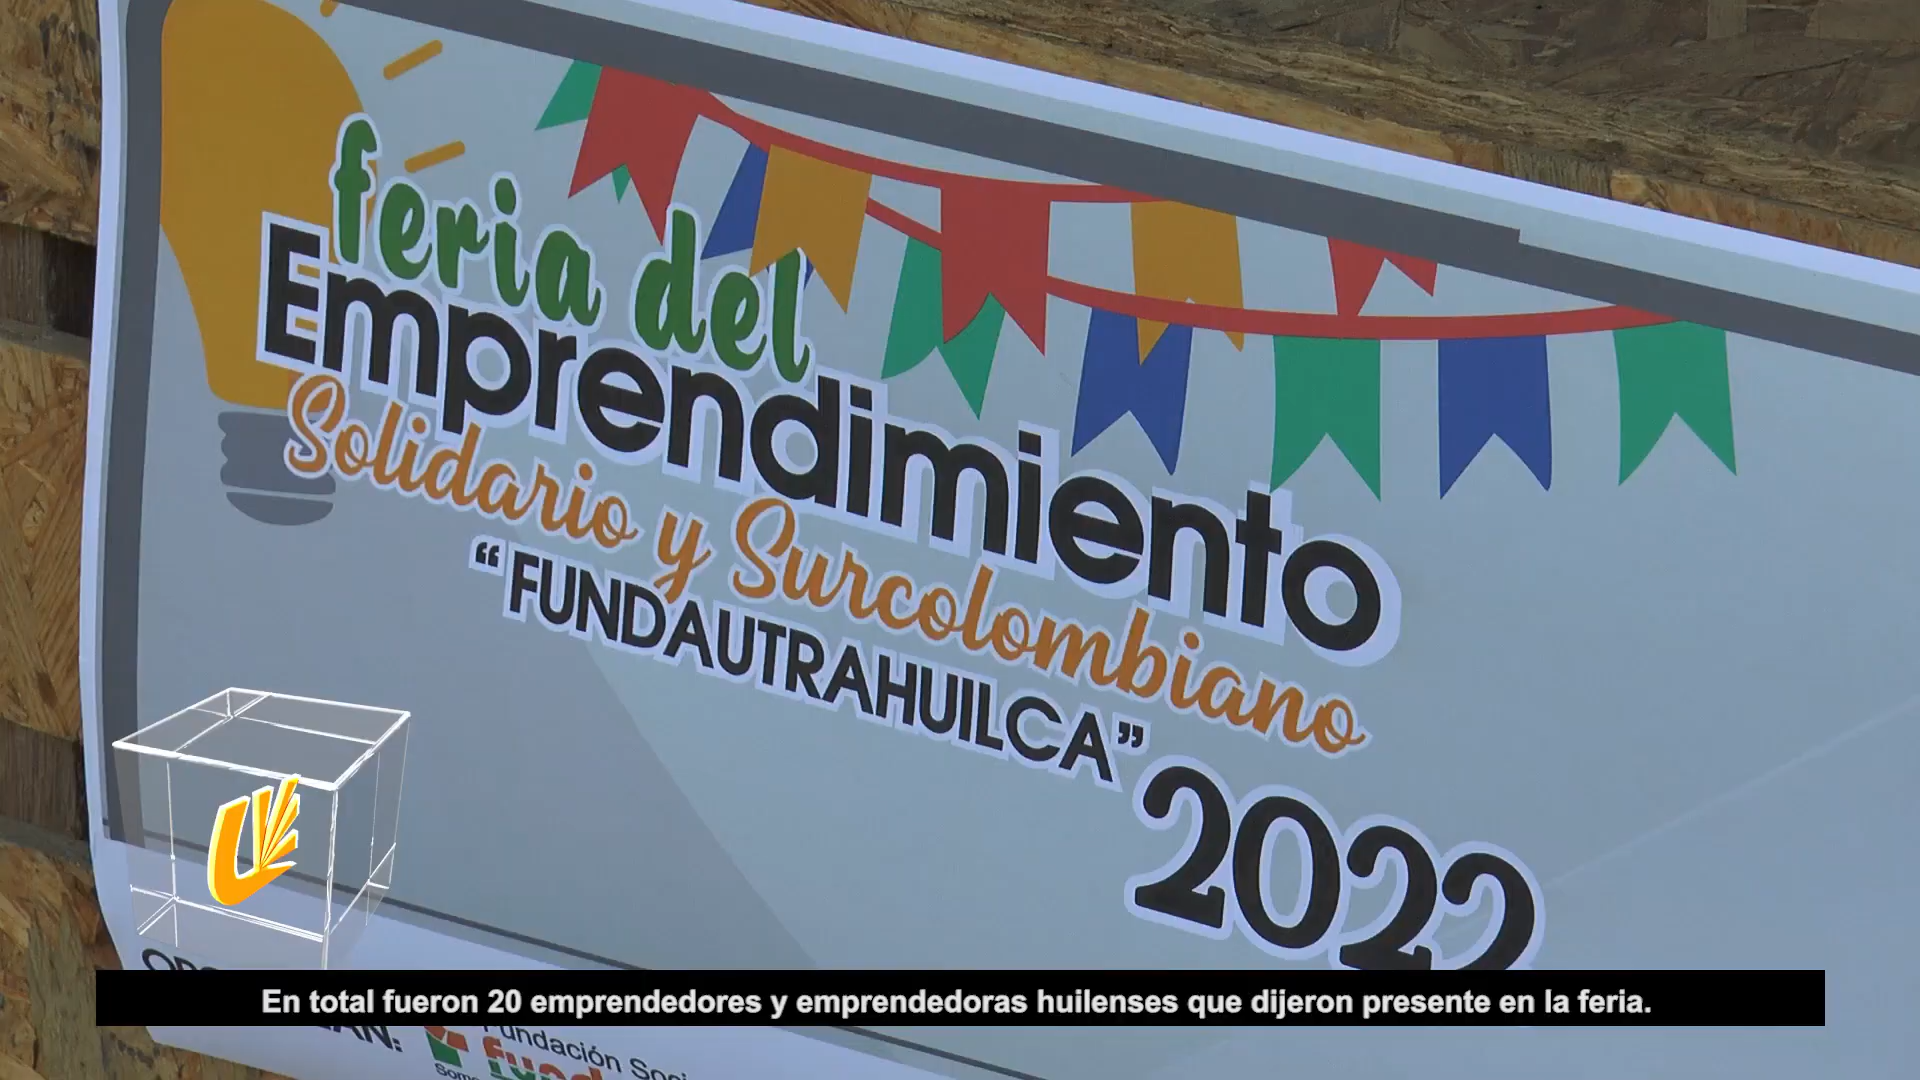 feria del
Emprendimiento
Solidario y Surcolombiano
“FUNDAUTRAHUILCA”
2022
En total fueron 20 emprendedores y emprendedoras huilenses que dijeron presente en la feria.
Fundación